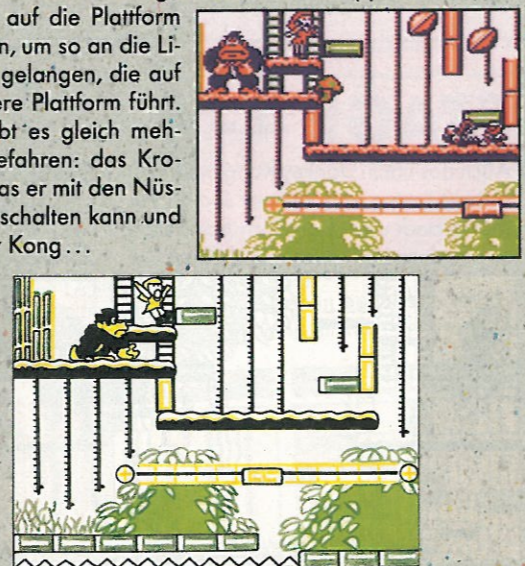 auf die Plattform
n, um so an die Li-
gelangen, die auf
ere Plattform führt.
bt es gleich meh-
efahren: das Kro-
as er mit den Nüs-
schalten kann und
r Kong...